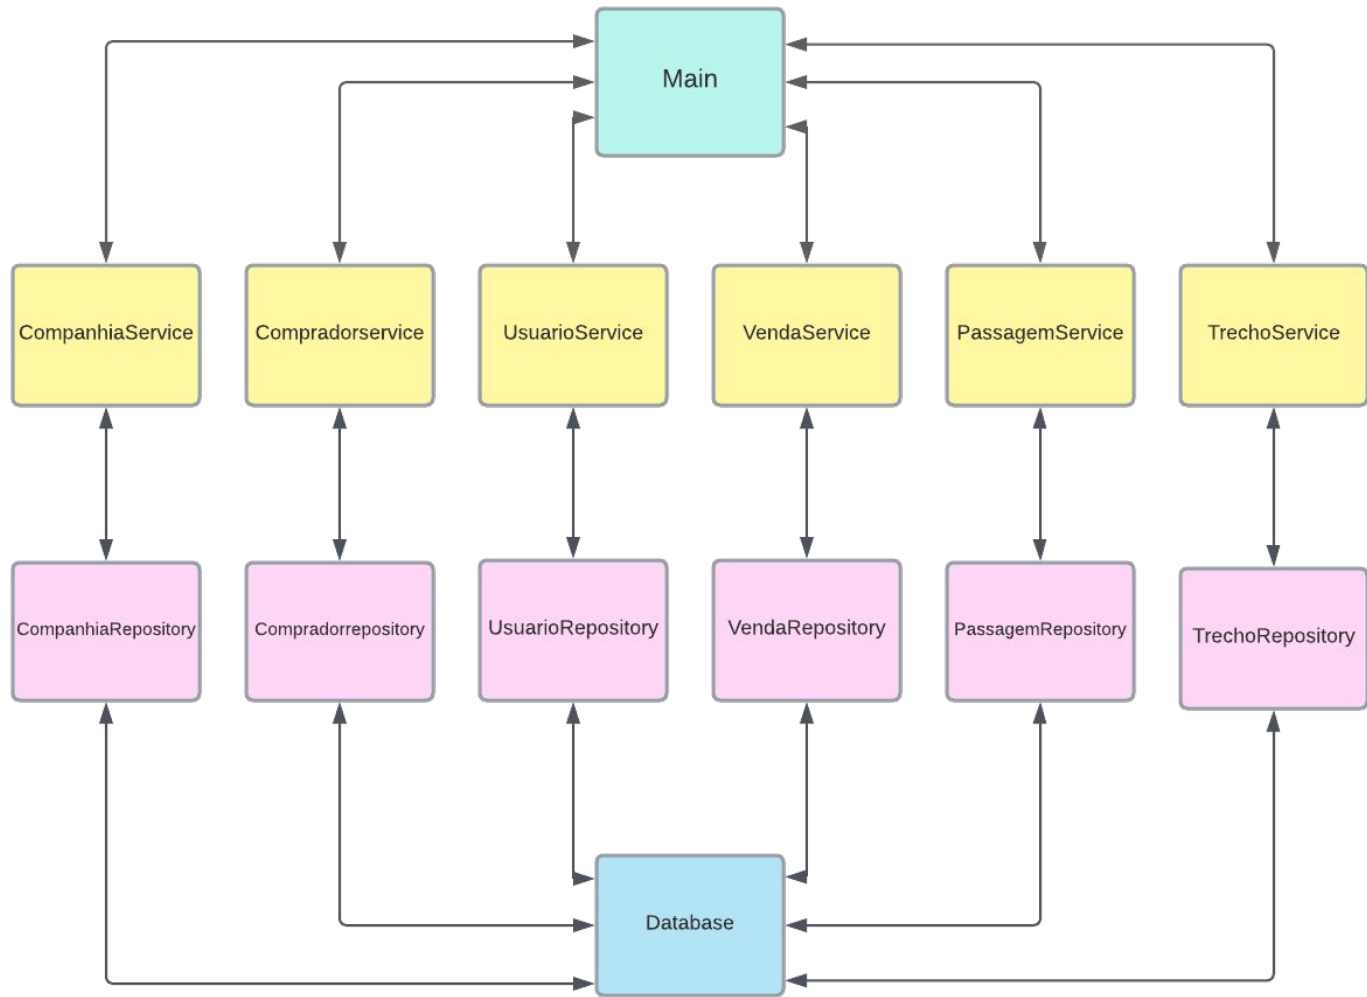 Main
CompanhiaService
Compradorservice
UsuarioService
VendaService
PassagemService
TrechoService
CompanhiaRepository
Compradorrepository
UsuarioRepository
VendaRepository
PassagemRepository
TrechoRepository
Database